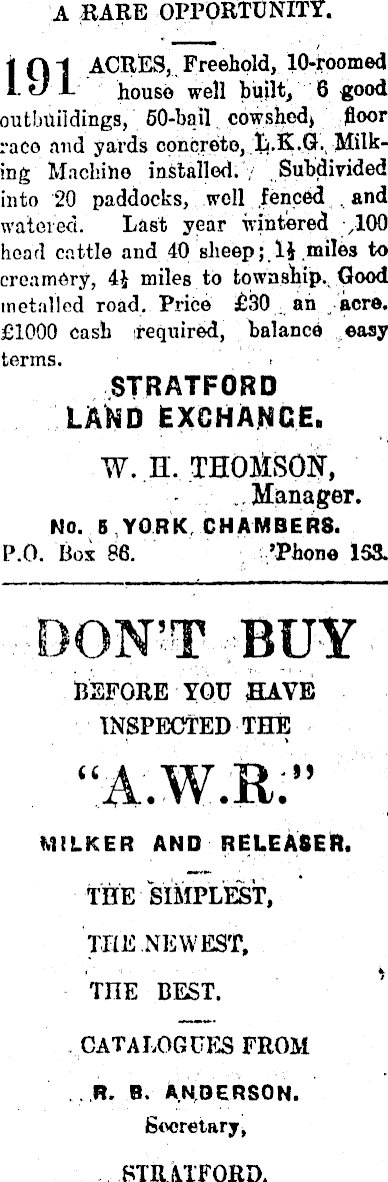 A RARE OPPORTUNITY.
191 ACRES, Freehold, 10-roomed
house well built, 6 good
outbuildings, 50-bail cowshed, floor
race and yards concrete, L.K.G. Milk-
ing Machine installed. Subdivided
into 20 paddocks, well fenced and
watered. Last year wintered 100
head cattle and 40 sheep; 1½ miles to
creamery, 4½ miles to township. Good
metalled road. Price £30 an acre.
£1000 cash required, balance easy
terms.
STRATFORD
LAND EXCHANGE.
W. H. THOMSON,
Manager.
No. 5 YORK CHAMBERS.
P.O. Box 86. 'Phone 153.
DON'T BUY
BEFORE YOU HAVE
INSPECTED THE
"A.W.R."
MILKER AND RELEASER.
THE SIMPLEST,
THE NEWEST,
THE BEST.
CATALOGUES FROM
R. B. ANDERSON.
Secretary,
STRATFORD.